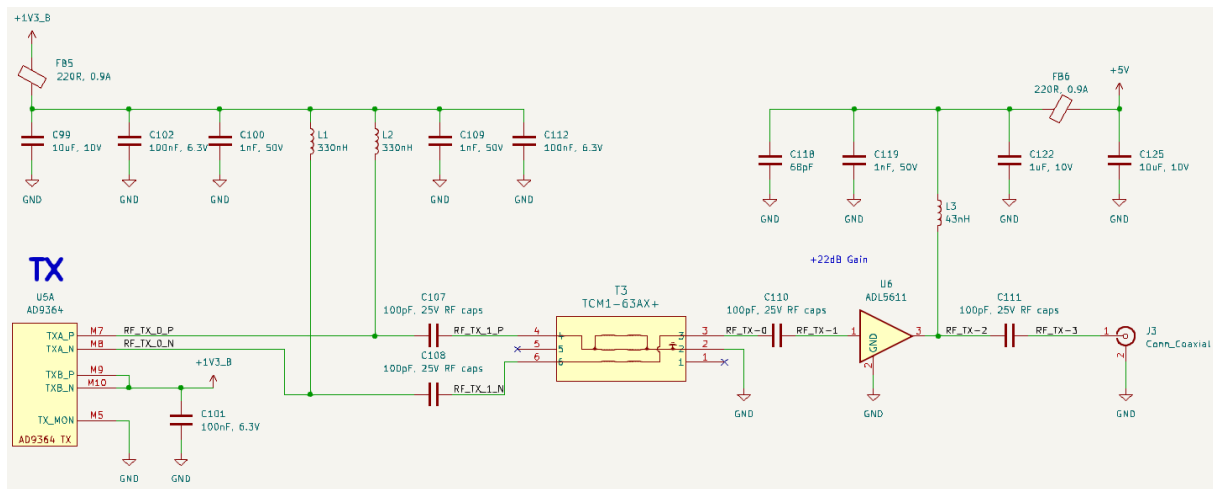 +1V3_B
FB5
220R, 0.9A
C99
10uF, 10V
GND
C102
100nF, 6.3V
GND
C100
1nF, 50V
GND
L1
330nH
L2
330nH
C109
1nF, 50V
GND
C112
100nF, 6.3V
GND
+5V
FB6
220R, 0.9A
C118
68pF
GND
C119
1nF, 50V
GND
L3
43nH
C122
1uF, 10V
GND
C125
10uF, 10V
GND
TX
U5A
AD9364
TXA_P
TXA_N
TXB_P
TXB_N
TX_MON
AD9364 TX
M7
M8
M9
M10
M5
RF_TX_0_P
RF_TX_0_N
+1V3_B
C101
100nF, 6.3V
GND
GND
C107
100pF, 25V RF caps
RF_TX_1_P
C108
100pF, 25V RF caps
RF_TX_1_N
T3
TCM1-63AX+
4
5
6
4
5
6
3
2
1
3
2
1
GND
C110
100pF, 25V RF caps
RF_TX-0
RF_TX-1
+22dB Gain
U6
ADL5611
1
GND
2
3
GND
RF_TX-2
C111
100pF, 25V RF caps
RF_TX-3
1
2
J3
Conn_Coaxial
GND